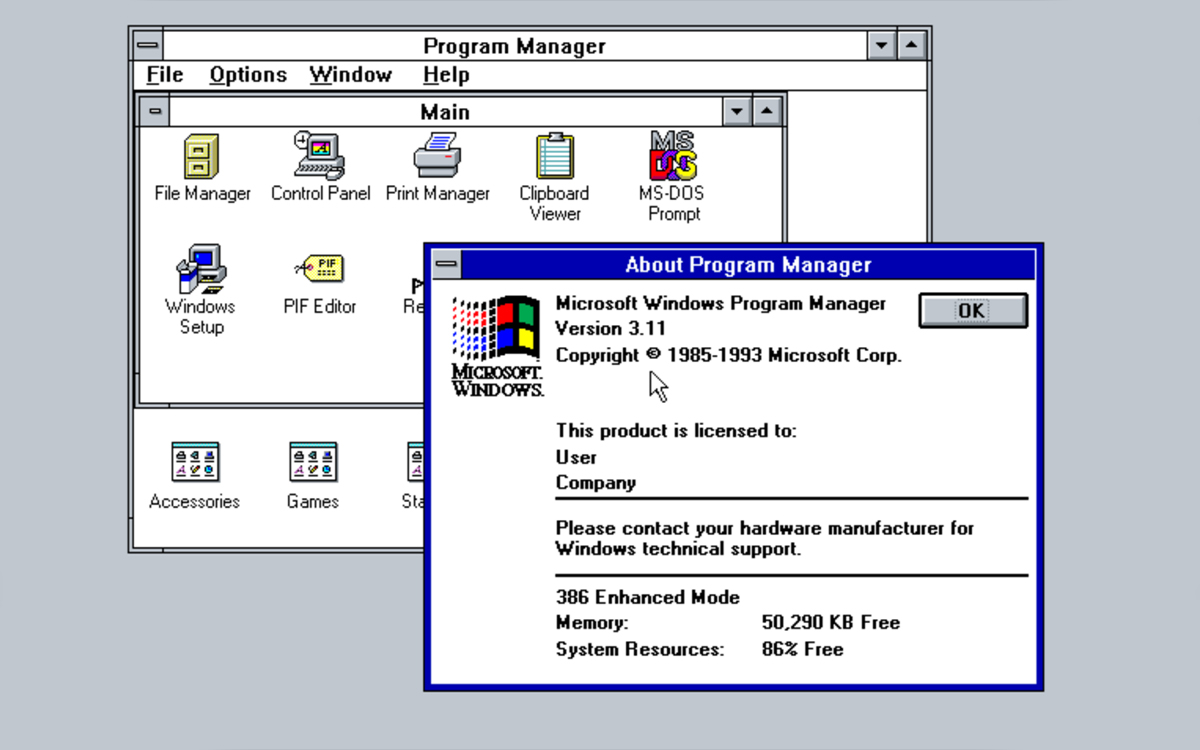 Program Manager
File Options Window Help
Main
File Manager
Control Panel
Print Manager
Clipboard
Viewer
MS-DOS
MS-DOS
Prompt
Windows
Setup
PIF
PIF Editor
Accessories
Games
About Program Manager
MICROSOFT.
WINDOWS.
Microsoft Windows Program Manager
Version 3.11
Copyright © 1985-1993 Microsoft Corp.
OK
This product is licensed to:
User
Company
Please contact your hardware manufacturer for
Windows technical support.
386 Enhanced Mode
Memory: 50,290 KB Free
System Resources: 86% Free